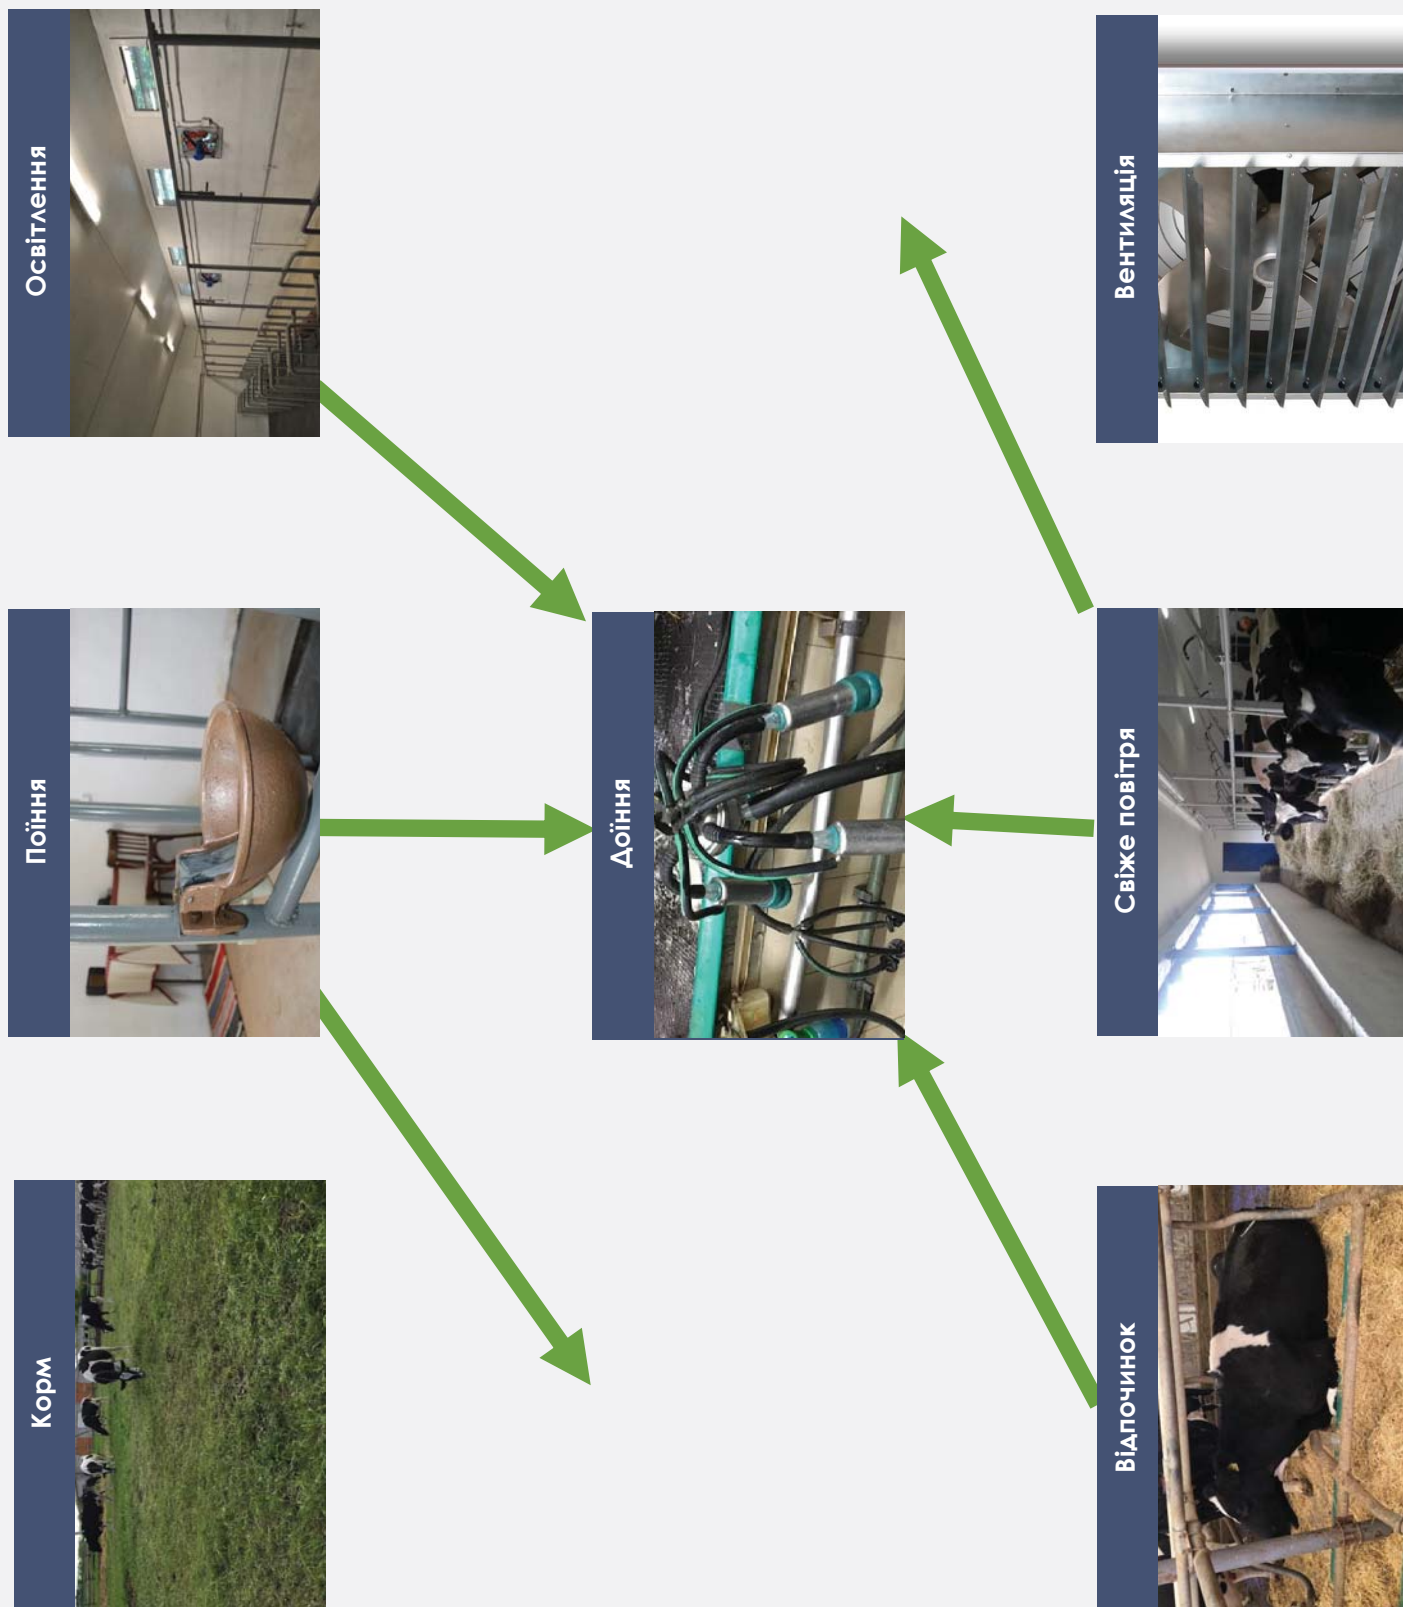 Корм
Поїння
Освітлення
Доїння
Відпочинок
Свіже повітря
Вентиляція